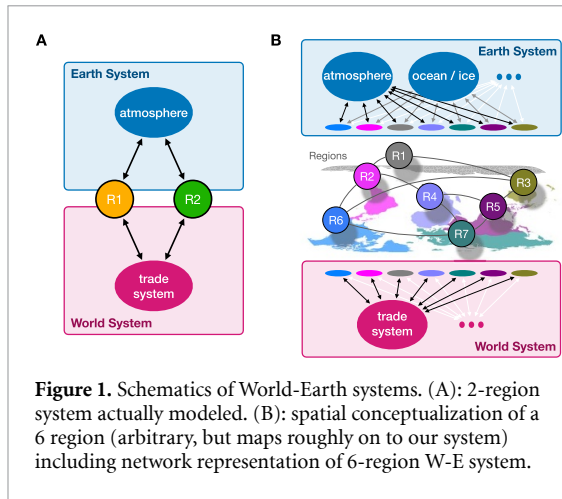 A
Earth System
atmosphere
R1
R2
trade
system
World System
B
Earth System
atmosphere
ocean / ice
Regions
R1
R2
R3
R4
R5
R6
R7
trade
system
World System
Figure 1. Schematics of World-Earth systems. (A): 2-region
system actually modeled. (B): spatial conceptualization of a
6 region (arbitrary, but maps roughly on to our system)
including network representation of 6-region W-E system.